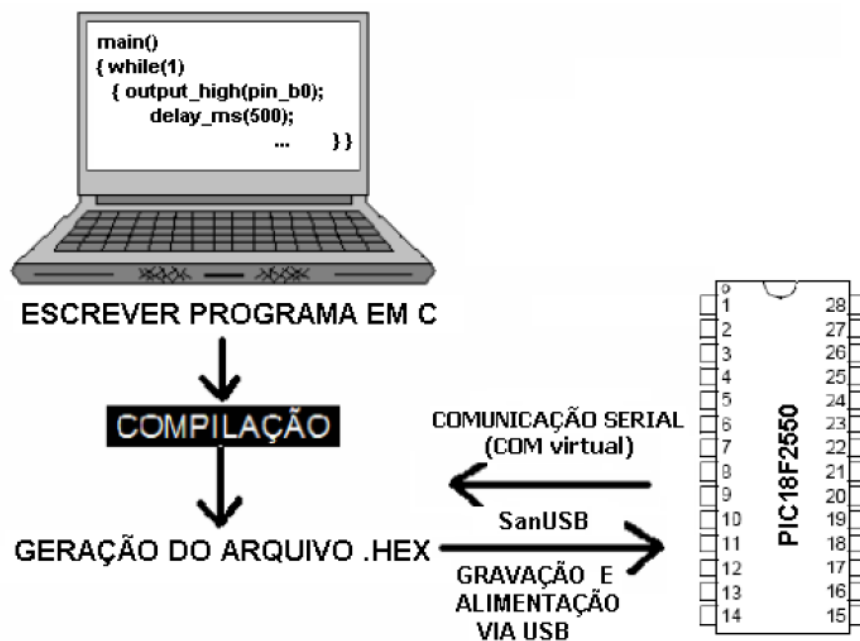 main()
{ while(1)
{ output_high(pin_b0);
delay_ms(500);
... } }
ESCREVER PROGRAMA EM C
COMPILAÇÃO
GERAÇÃO DO ARQUIVO .HEX
COMUNICAÇÃO SERIAL
(COM virtual)
SanUSB
GRAVAÇÃO E
ALIMENTAÇÃO
VIA USB
PIC18F2550
1 28
2 27
3 26
4 25
5 24
6 23
7 22
8 21
9 20
10 19
11 18
12 17
13 16
14 15